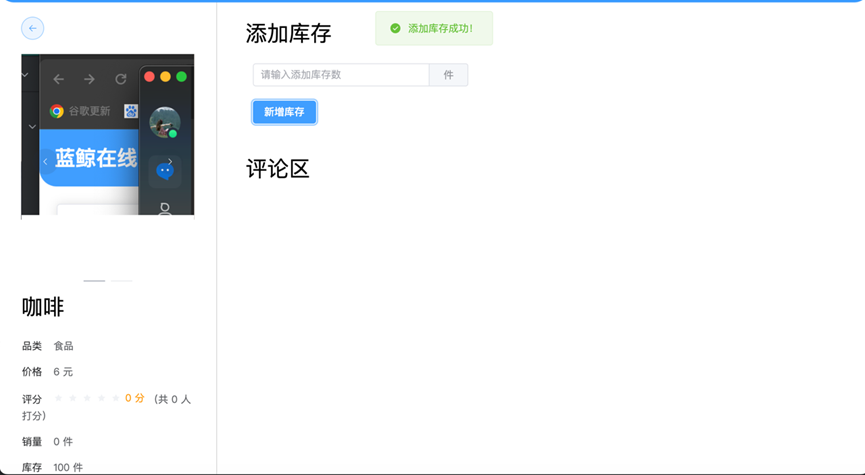 添加库存
添加库存成功！
请输入添加库存数
件
新增库存
评论区
谷歌更新
蓝鲸在线
咖啡
品类 食品
价格 6 元
评分 0 分 (共 0 人
打分)
销量 0 件
库存 100 件